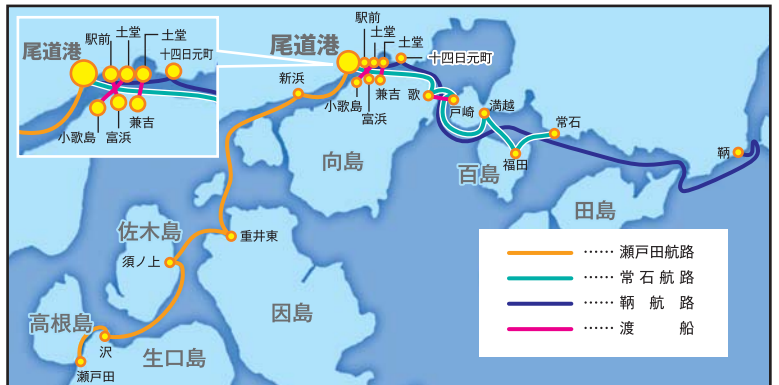 尾道港
駅前
土堂
土堂
十四日元町
小歌島
富浜
兼吉
尾道港
駅前
土堂
土堂
十四日元町
新浜
小歌島
富浜
兼吉
歌
戸崎
満越
常石
福田
鞆
向島
百島
田島
佐木島
重井東
須ノ上
因島
高根島
沢
生口島
瀬戸田
……瀬戸田航路
……常石航路
……鞆航路
……渡船